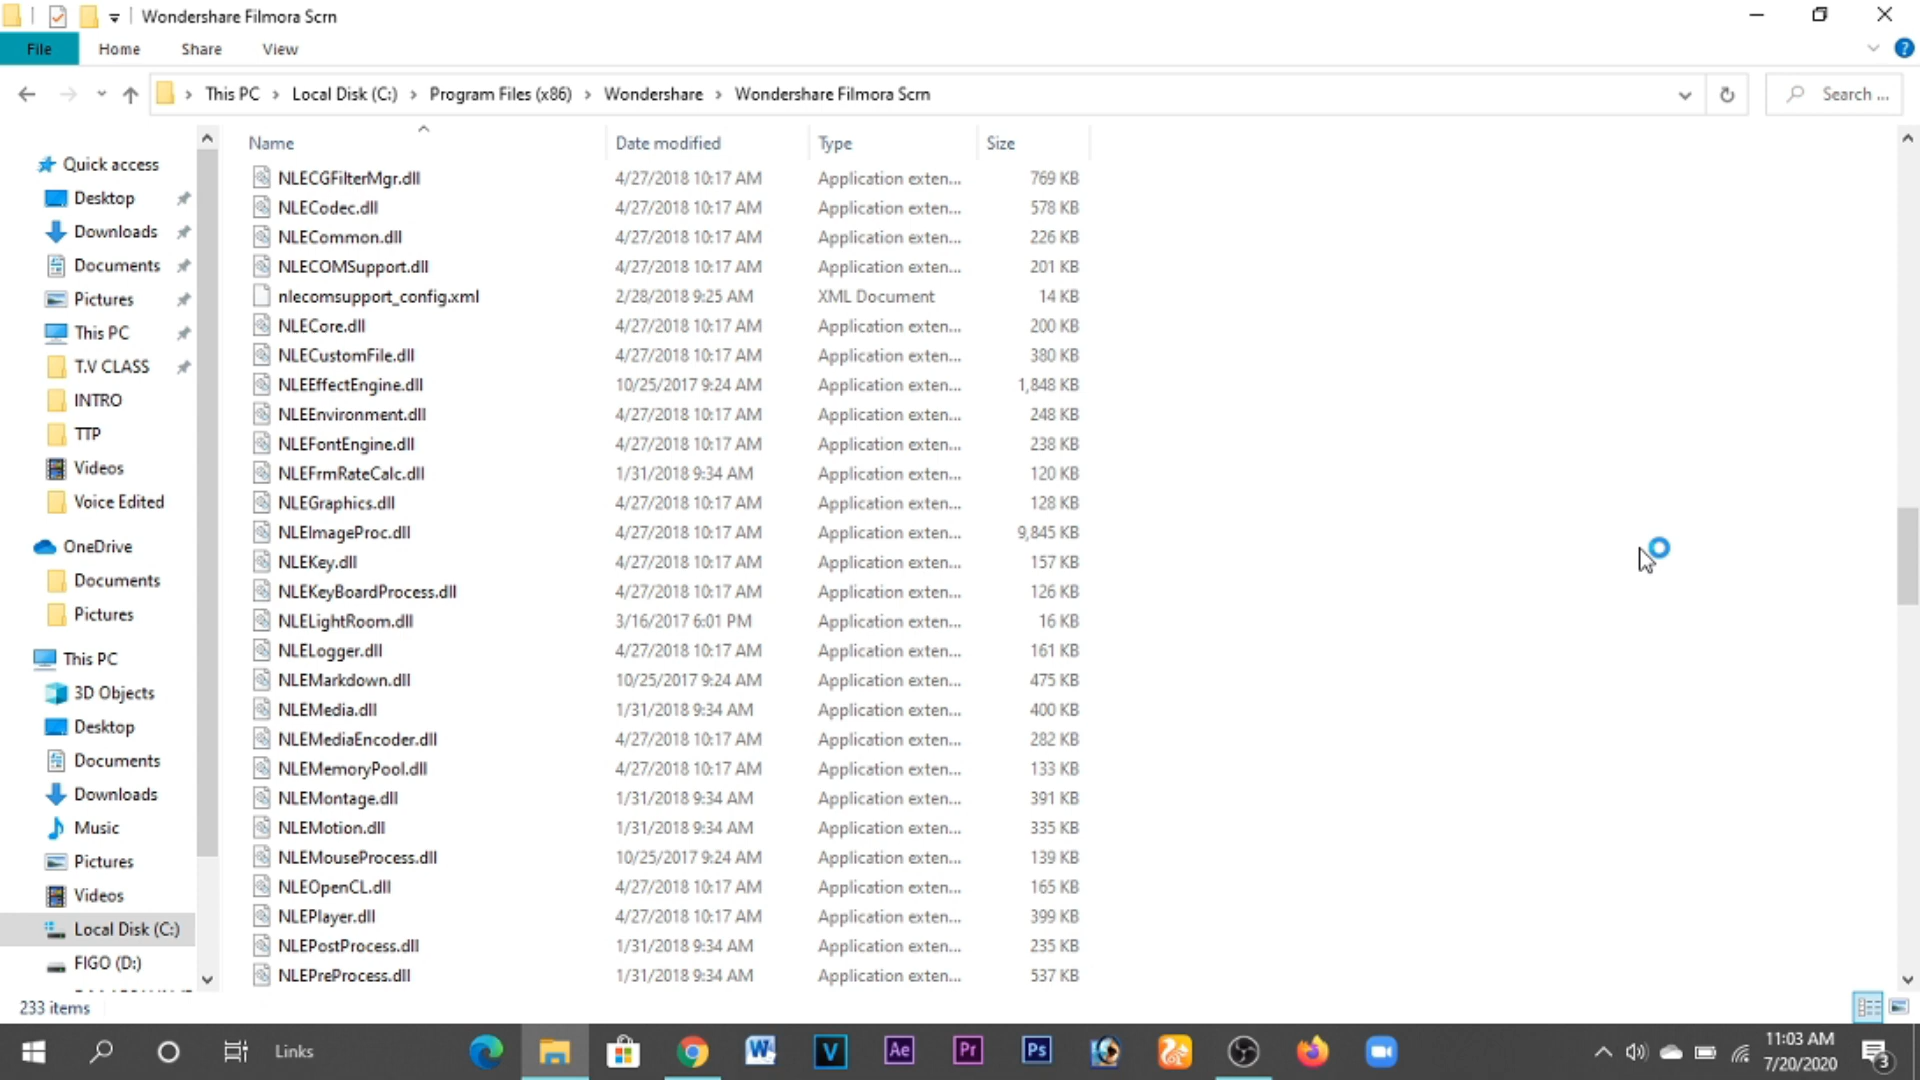 Wondershare Filmora Scrn
File Home Share View
This PC Local Disk (C:) Program Files (x86) Wondershare Wondershare Filmora Scrn Search ...
Name Date modified Type Size
NLECGFilterMgr.dll 4/27/2018 10:17 AM Application exten... 769 KB
NLECodec.dll 4/27/2018 10:17 AM Application exten... 578 KB
NLECommon.dll 4/27/2018 10:17 AM Application exten... 226 KB
NLECOMSupport.dll 4/27/2018 10:17 AM Application exten... 201 KB
nlecomsupport_config.xml 2/28/2018 9:25 AM XML Document 14 KB
NLECore.dll 4/27/2018 10:17 AM Application exten... 200 KB
NLECustomFile.dll 4/27/2018 10:17 AM Application exten... 380 KB
NLEEffectEngine.dll 10/25/2017 9:24 AM Application exten... 1,848 KB
NLEEnvironment.dll 4/27/2018 10:17 AM Application exten... 248 KB
NLEFontEngine.dll 4/27/2018 10:17 AM Application exten... 238 KB
NLEFrmRateCalc.dll 1/31/2018 9:34 AM Application exten... 120 KB
NLEGraphics.dll 4/27/2018 10:17 AM Application exten... 128 KB
NLEImageProc.dll 4/27/2018 10:17 AM Application exten... 9,845 KB
NLEKey.dll 4/27/2018 10:17 AM Application exten... 157 KB
NLEKeyBoardProcess.dll 4/27/2018 10:17 AM Application exten... 126 KB
NLELightRoom.dll 3/16/2017 6:01 PM Application exten... 16 KB
NLELogger.dll 4/27/2018 10:17 AM Application exten... 161 KB
NLEMarkdown.dll 10/25/2017 9:24 AM Application exten... 475 KB
NLEMedia.dll 1/31/2018 9:34 AM Application exten... 400 KB
NLEMediaEncoder.dll 4/27/2018 10:17 AM Application exten... 282 KB
NLEMemoryPool.dll 4/27/2018 10:17 AM Application exten... 133 KB
NLEMontage.dll 1/31/2018 9:34 AM Application exten... 391 KB
NLEMotion.dll 1/31/2018 9:34 AM Application exten... 335 KB
NLEMouseProcess.dll 10/25/2017 9:24 AM Application exten... 139 KB
NLEOpenCL.dll 4/27/2018 10:17 AM Application exten... 165 KB
NLEPlayer.dll 4/27/2018 10:17 AM Application exten... 399 KB
NLEPostProcess.dll 1/31/2018 9:34 AM Application exten... 235 KB
NLEPreProcess.dll 1/31/2018 9:34 AM Application exten... 537 KB
Quick access
Desktop
Downloads
Documents
Pictures
This PC
T.V CLASS
INTRO
TTP
Videos
Voice Edited
OneDrive
Documents
Pictures
This PC
3D Objects
Desktop
Documents
Downloads
Music
Pictures
Videos
Local Disk (C:)
FIGO (D:)
233 items
Links
W
V
Ae
Pr
Ps
11:03 AM
7/20/2020
3